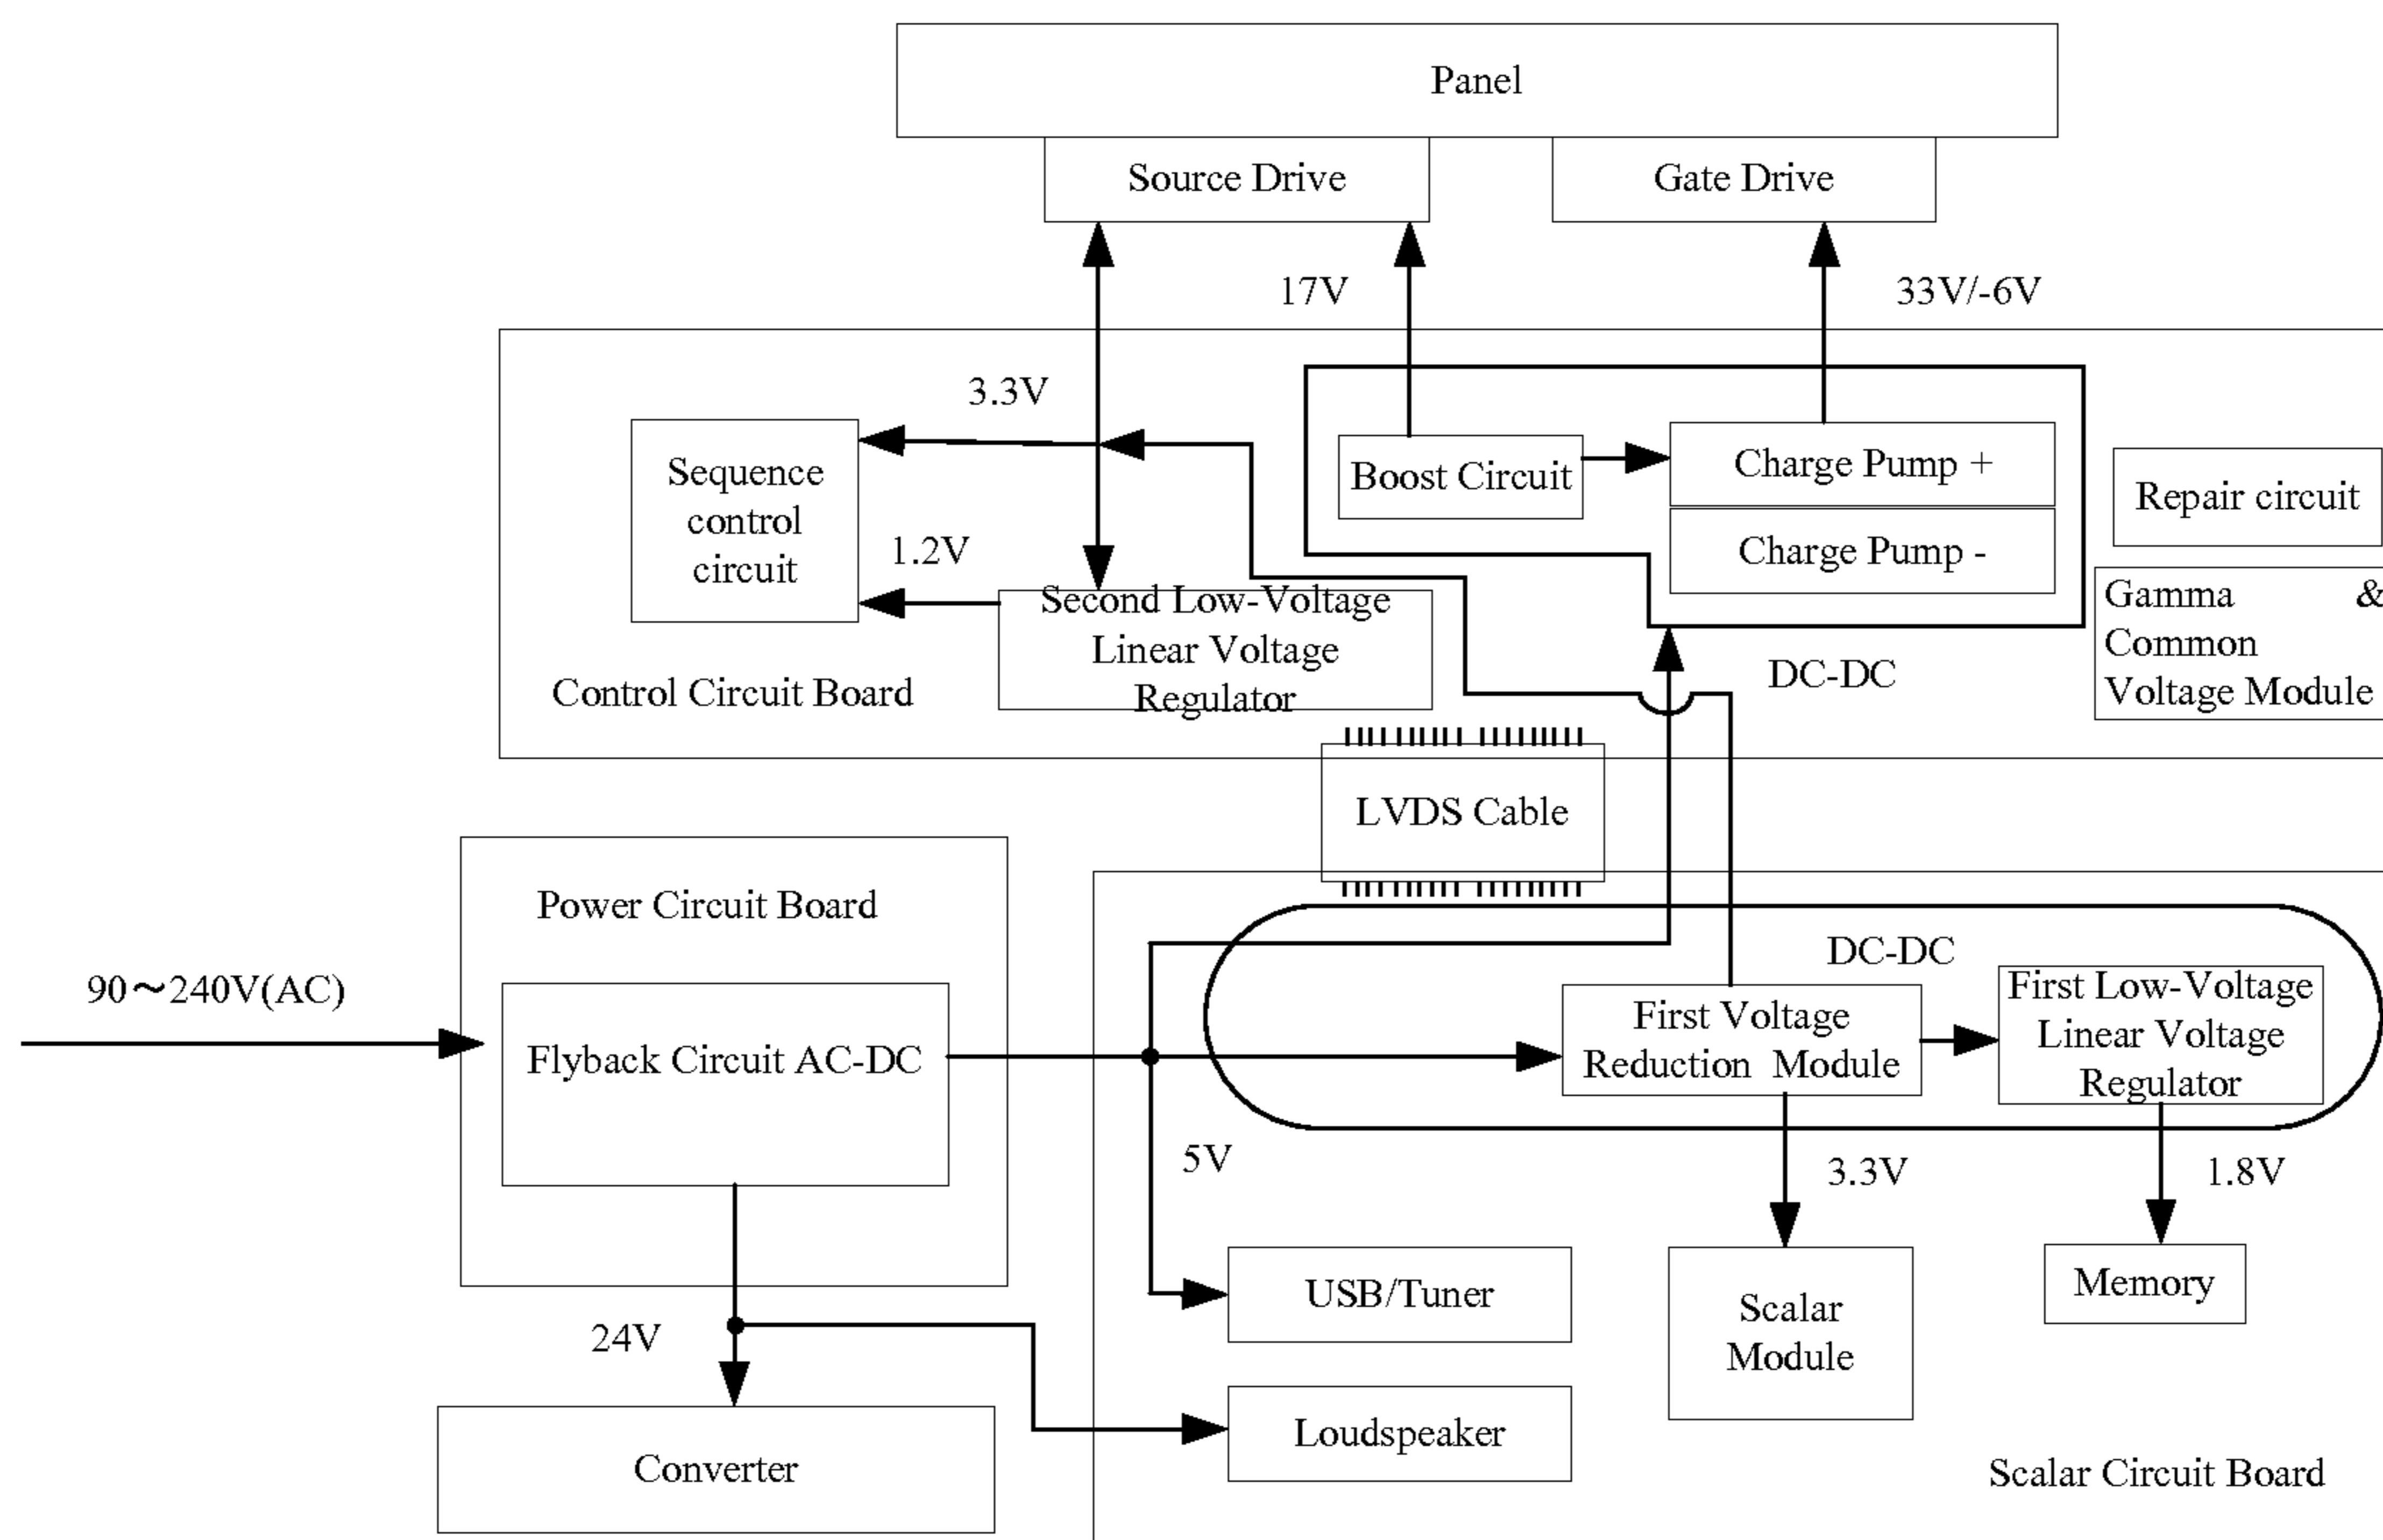 Panel
Source Drive
Gate Drive
17V
33V/-6V
3.3V
Sequence
control
circuit
Boost Circuit
Charge Pump +
Charge Pump -
Repair circuit
1.2V
Second Low-Voltage
Linear Voltage
Regulator
Gamma &
Common
Voltage Module
Control Circuit Board
DC-DC
LVDS Cable
Power Circuit Board
90～240V(AC)
Flyback Circuit AC-DC
DC-DC
First Voltage
Reduction Module
First Low-Voltage
Linear Voltage
Regulator
5V
3.3V
1.8V
USB/Tuner
Scalar
Module
Memory
24V
Loudspeaker
Converter
Scalar Circuit Board